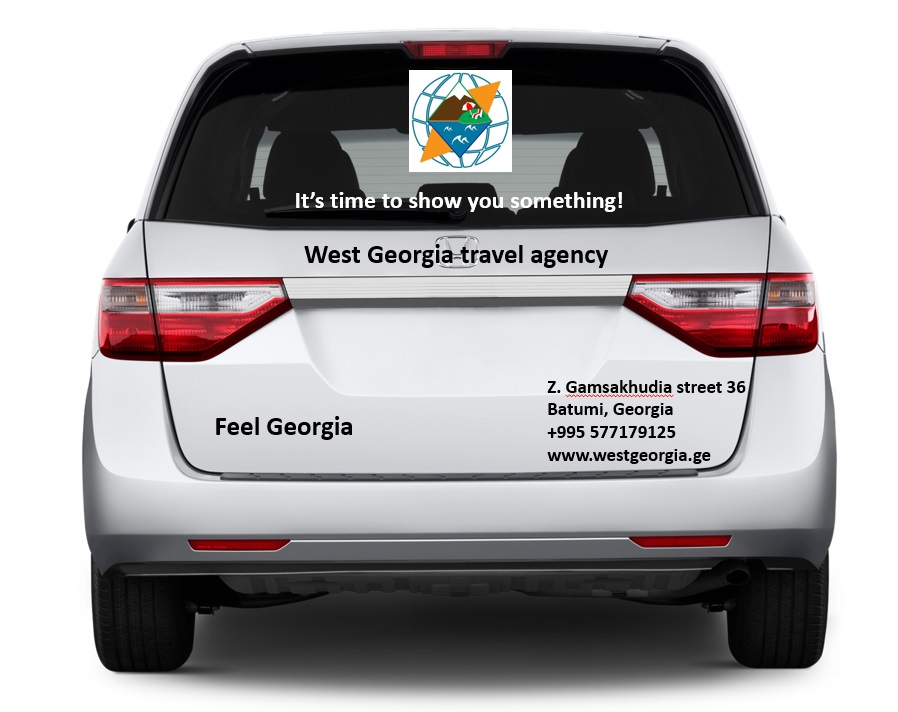 It's time to show you something!
West Georgia travel agency
Feel Georgia
Z. Gamsakhudia street 36
Batumi, Georgia
+995 577179125
www.westgeorgia.ge